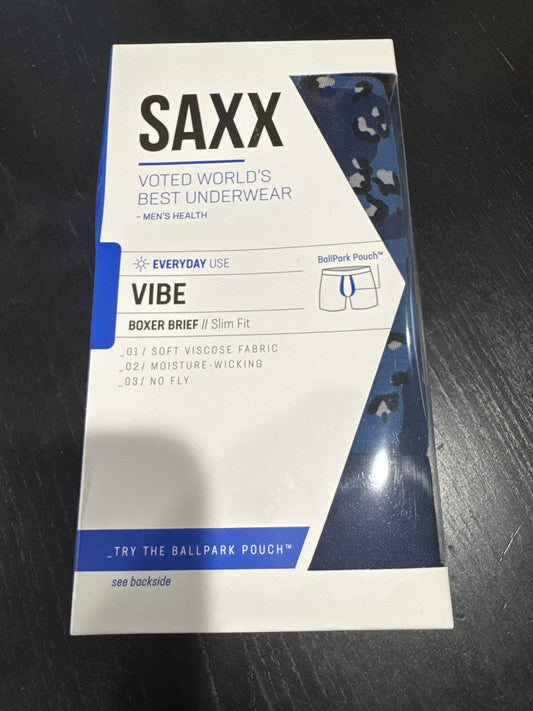 SAXX
VOTED WORLD'S
BEST UNDERWEAR
- MEN'S HEALTH
EVERYDAY USE
BallPark Pouch™
VIBE
BOXER BRIEF // Slim Fit
_01/ SOFT VISCOSE FABRIC
_02/ MOISTURE-WICKING
_03/ NO FLY
_TRY THE BALLPARK POUCH™
see backside